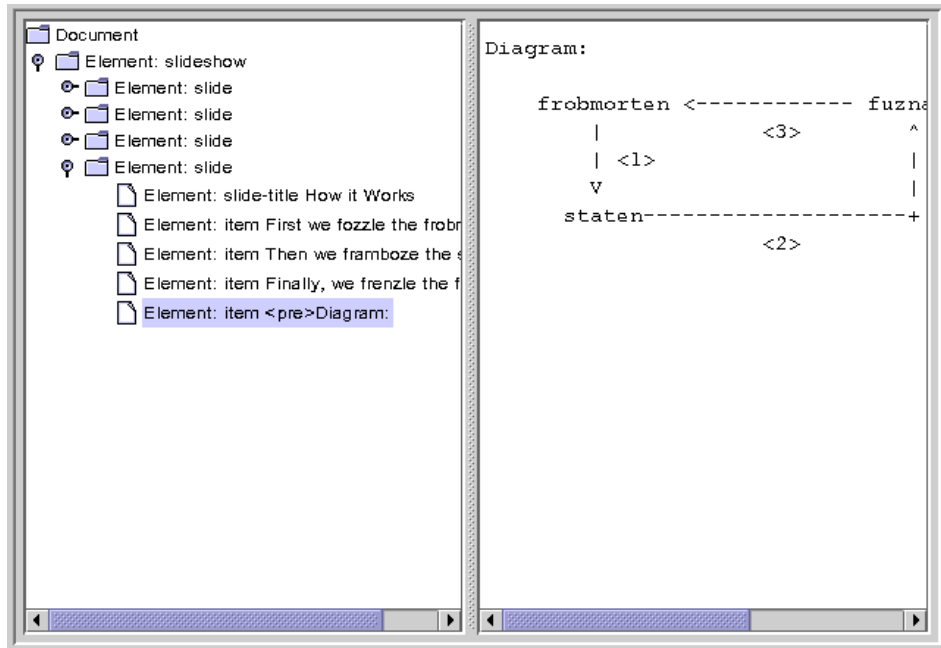 Document
Element: slideshow
Element: slide
Element: slide
Element: slide
Element: slide
Element: slide-title How it Works
Element: item First we fozzle the frobr
Element: item Then we framboze the s
Element: item Finally, we frenzle the f
Element: item <pre>Diagram:
Diagram:
frobmorten <------------ fuzna
| <3> ^
| <1> |
V |
staten--------------------+
<2>